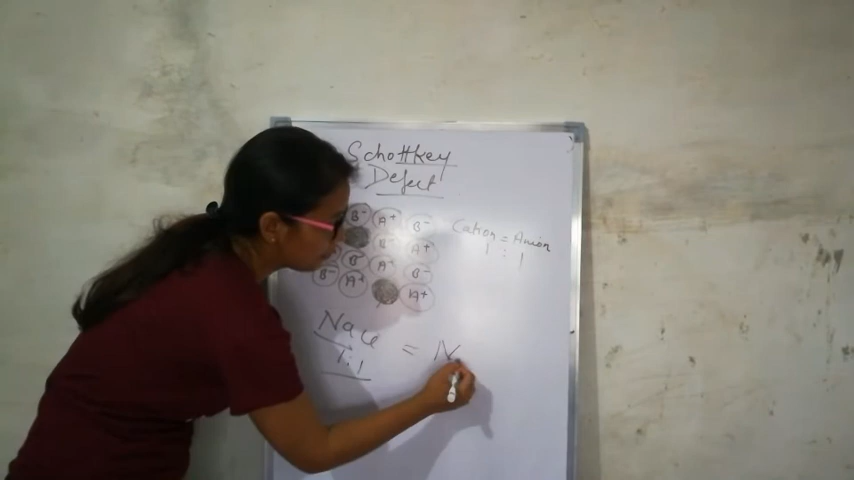 Schottkey
Defect
B- A+ B-
B- A+
B- B- A+ B-
A+ A+
Cation = Anion
1 : 1
NaCl = N
1:1